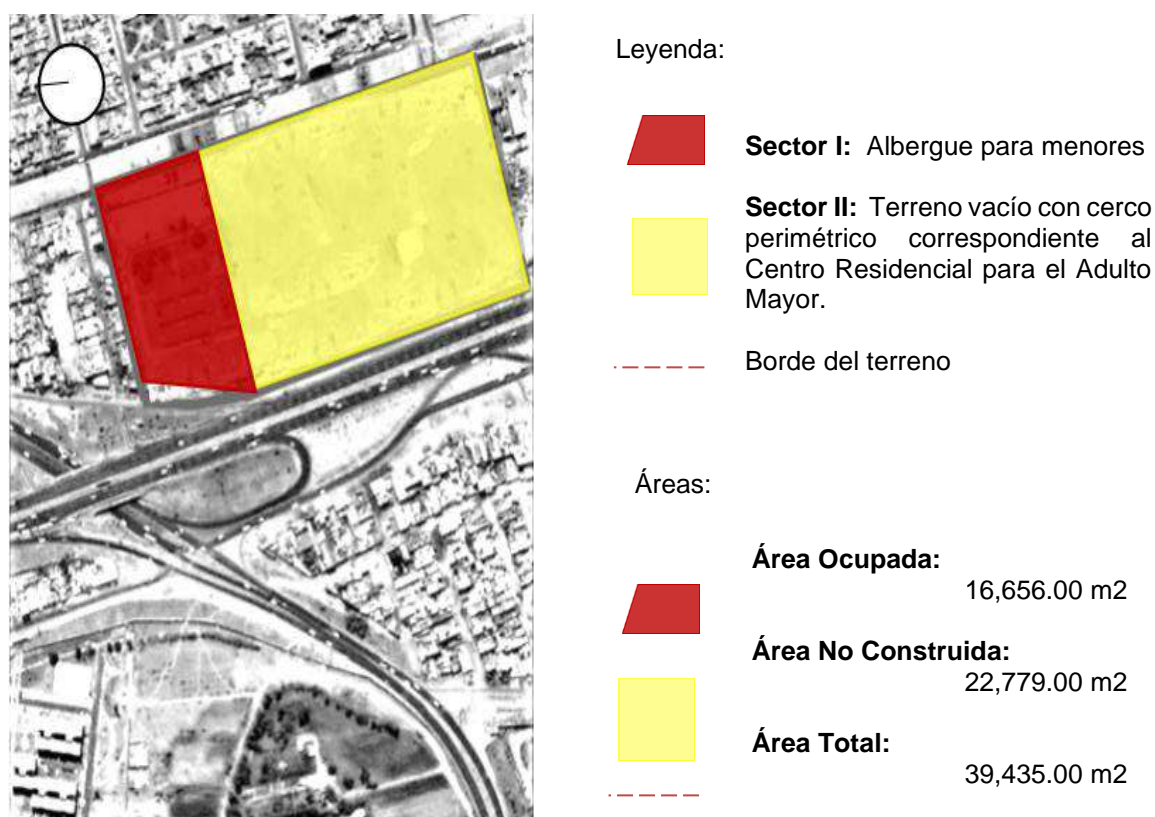 Leyenda:
Sector I: Albergue para menores
Sector II: Terreno vacío con cerco
perimétrico correspondiente al
Centro Residencial para el Adulto
Mayor.
Borde del terreno
Áreas:
Área Ocupada:
16,656.00 m2
Área No Construida:
22,779.00 m2
Área Total:
39,435.00 m2